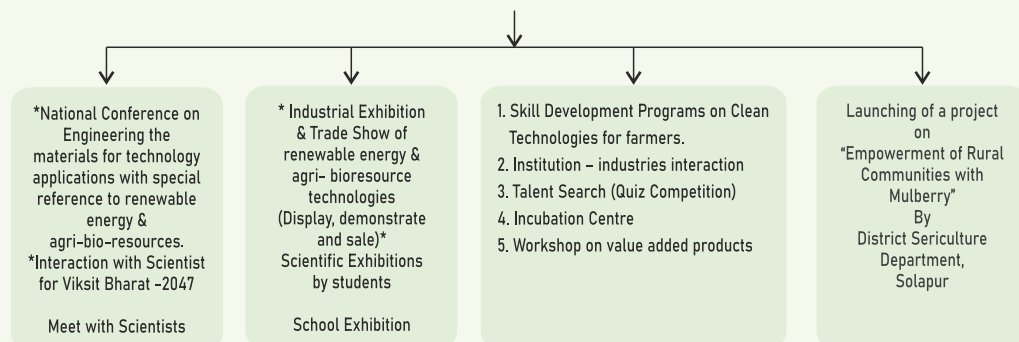 *National Conference on
Engineering the
materials for technology
applications with special
reference to renewable
energy &
agri-bio-resources.
*Interaction with Scientist
for Viksit Bharat -2047
Meet with Scientists
* Industrial Exhibition
& Trade Show of
renewable energy &
agri- bioresource
technologies
(Display, demonstrate
and sale)*
Scientific Exhibitions
by students
School Exhibition
1. Skill Development Programs on Clean
Technologies for farmers.
2. Institution – industries interaction
3. Talent Search (Quiz Competition)
4. Incubation Centre
5. Workshop on value added products
Launching of a project
on
"Empowerment of Rural
Communities with
Mulberry"
By
District Sericulture
Department,
Solapur